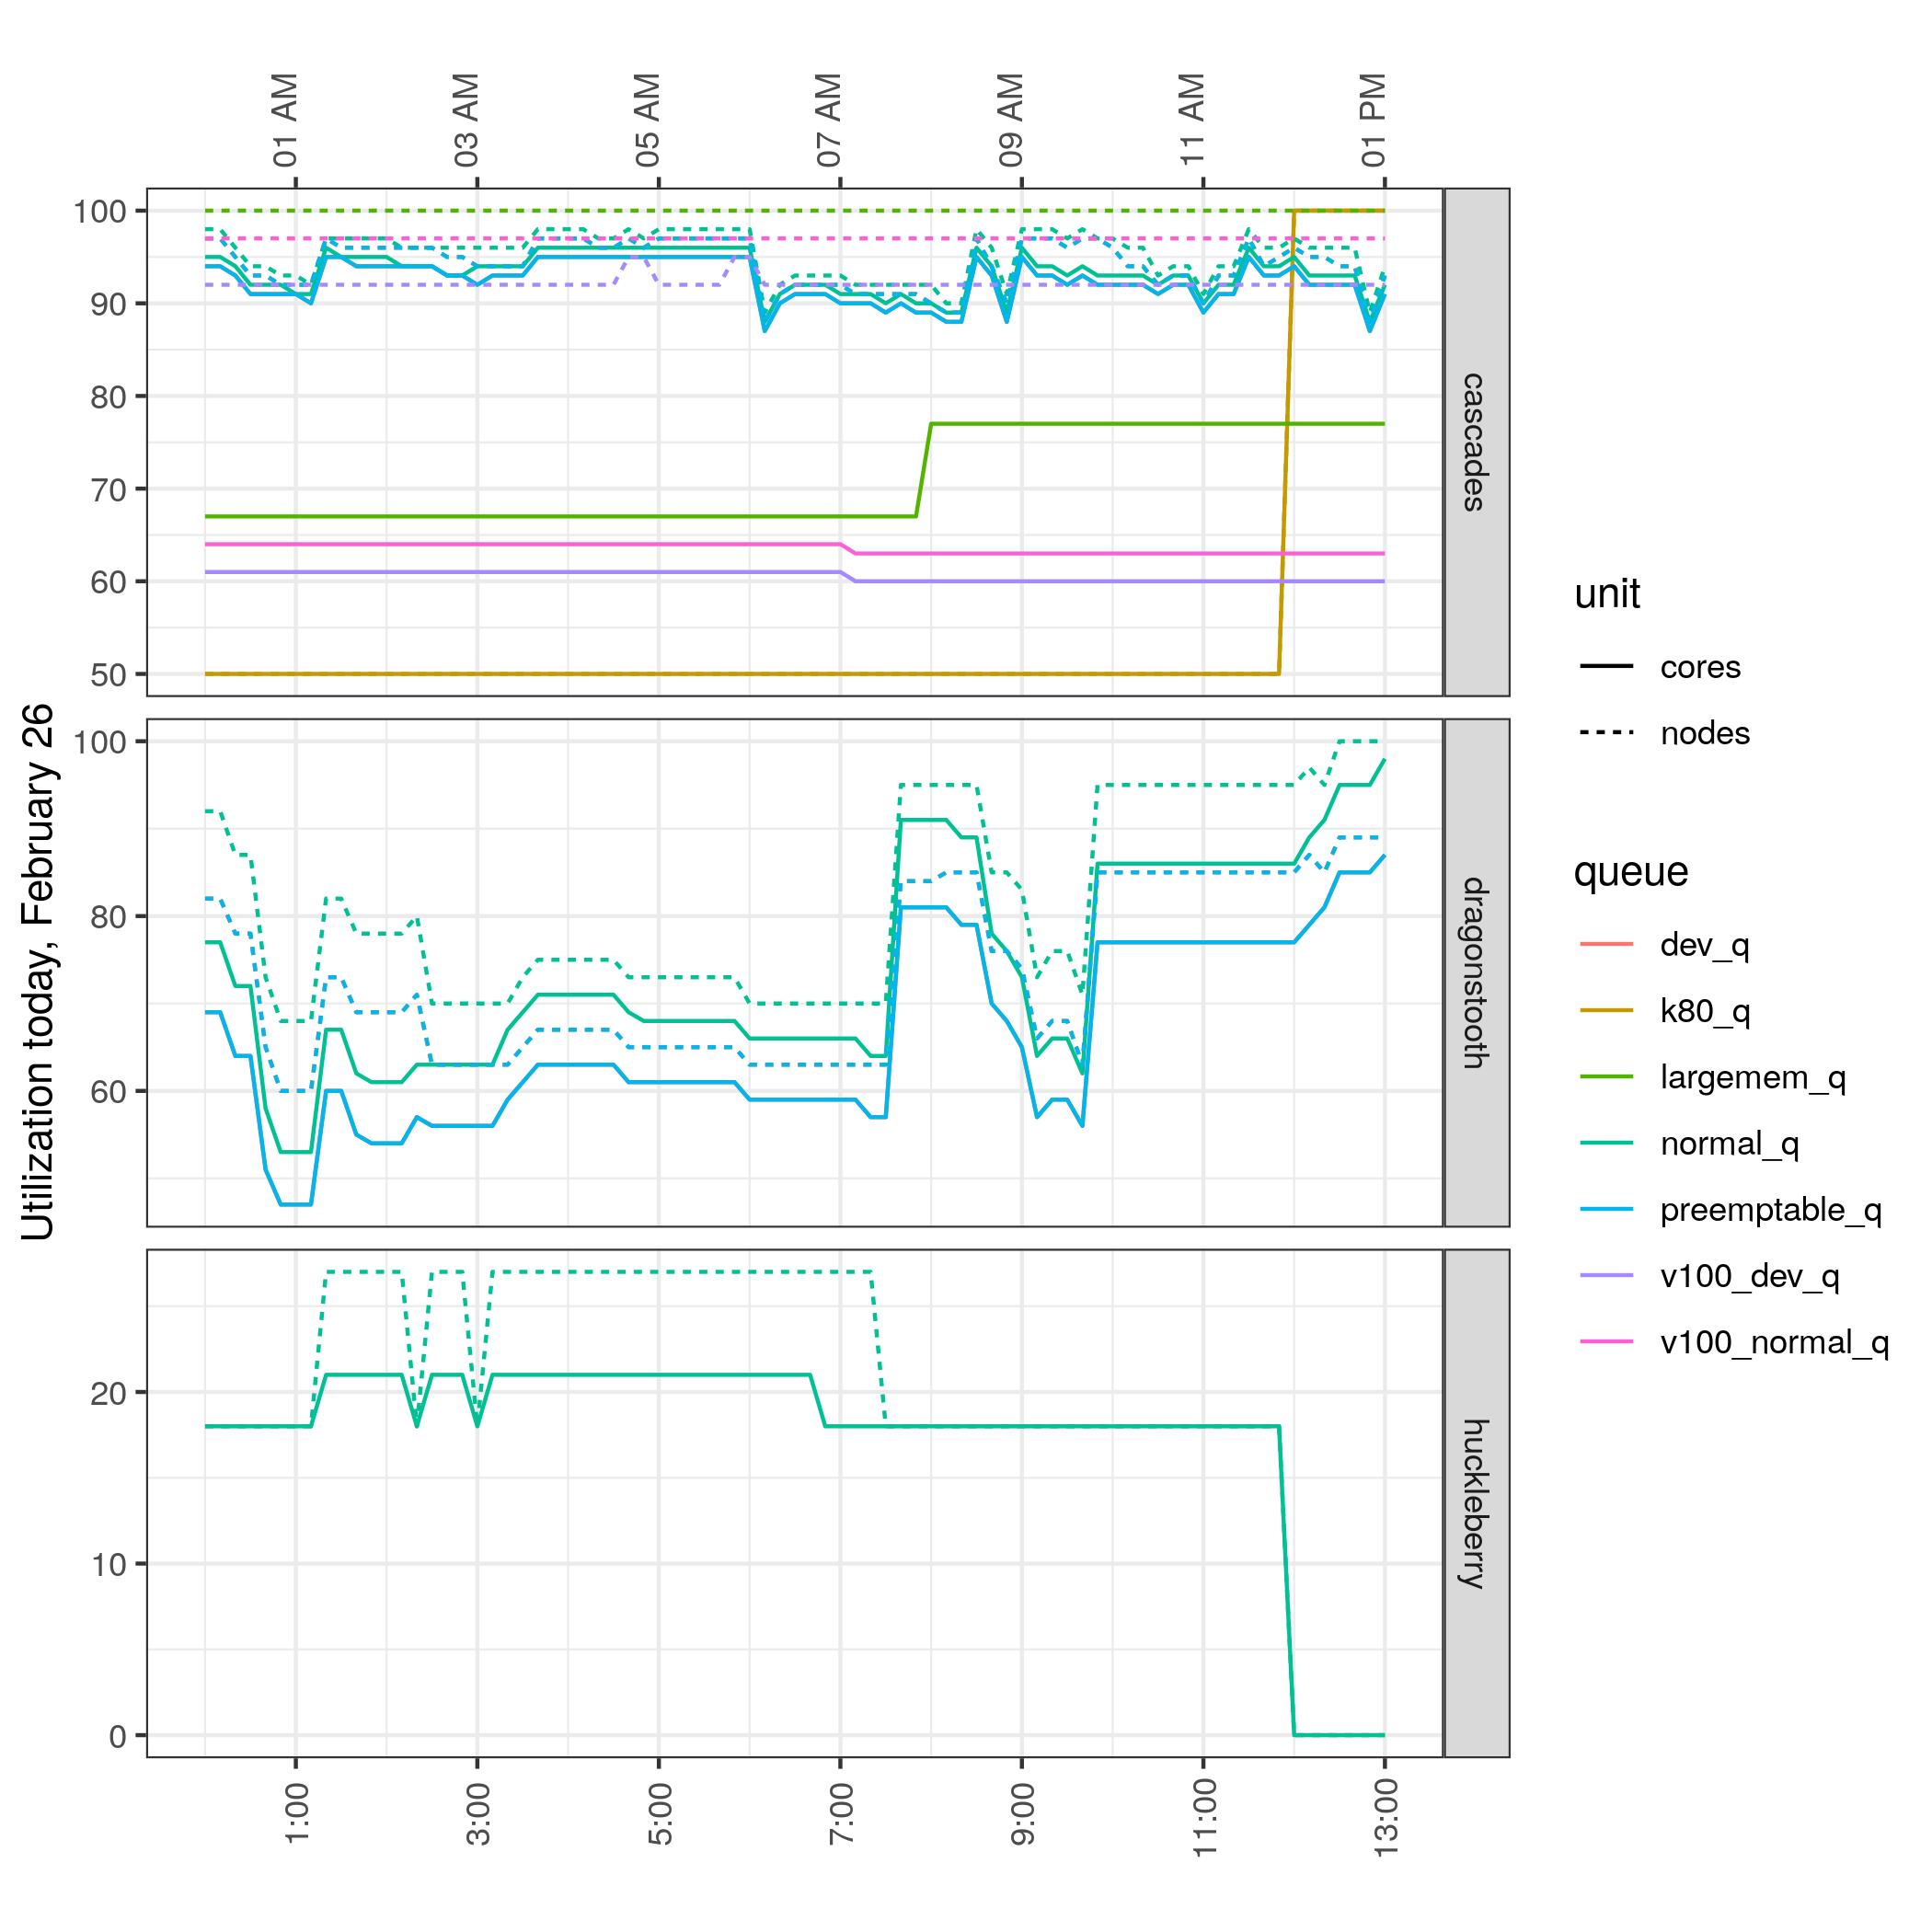 01 AM
03 AM
05 AM
07 AM
09 AM
11 AM
01 PM
Utilization today, February 26
100
90
80
70
60
50
cascades
100
80
60
dragonstooth
20
10
0
huckleberry
1:00
3:00
5:00
7:00
9:00
11:00
13:00
unit
cores
nodes
queue
dev_q
k80_q
largemem_q
normal_q
preemptable_q
v100_dev_q
v100_normal_q